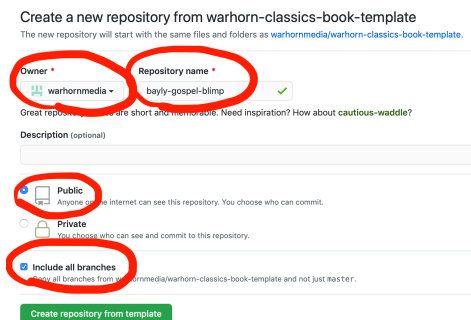 Create a new repository from warhorn-classics-book-template
The new repository will start with the same files and folders as warhornmedia/warhorn-classics-book-template.
Owner *
Repository name *
warhornmedia
bayly-gospel-blimp
Great are short and memorable. Need inspiration? How about cautious-waddle?
Description (optional)
Public
Anyone on the internet can see this repository. You choose who can commit.
Private
You choose who can see and commit to this repository.
Include all branches
Copy all branches from warhornmedia/warhorn-classics-book-template and not just master.
Create repository from template